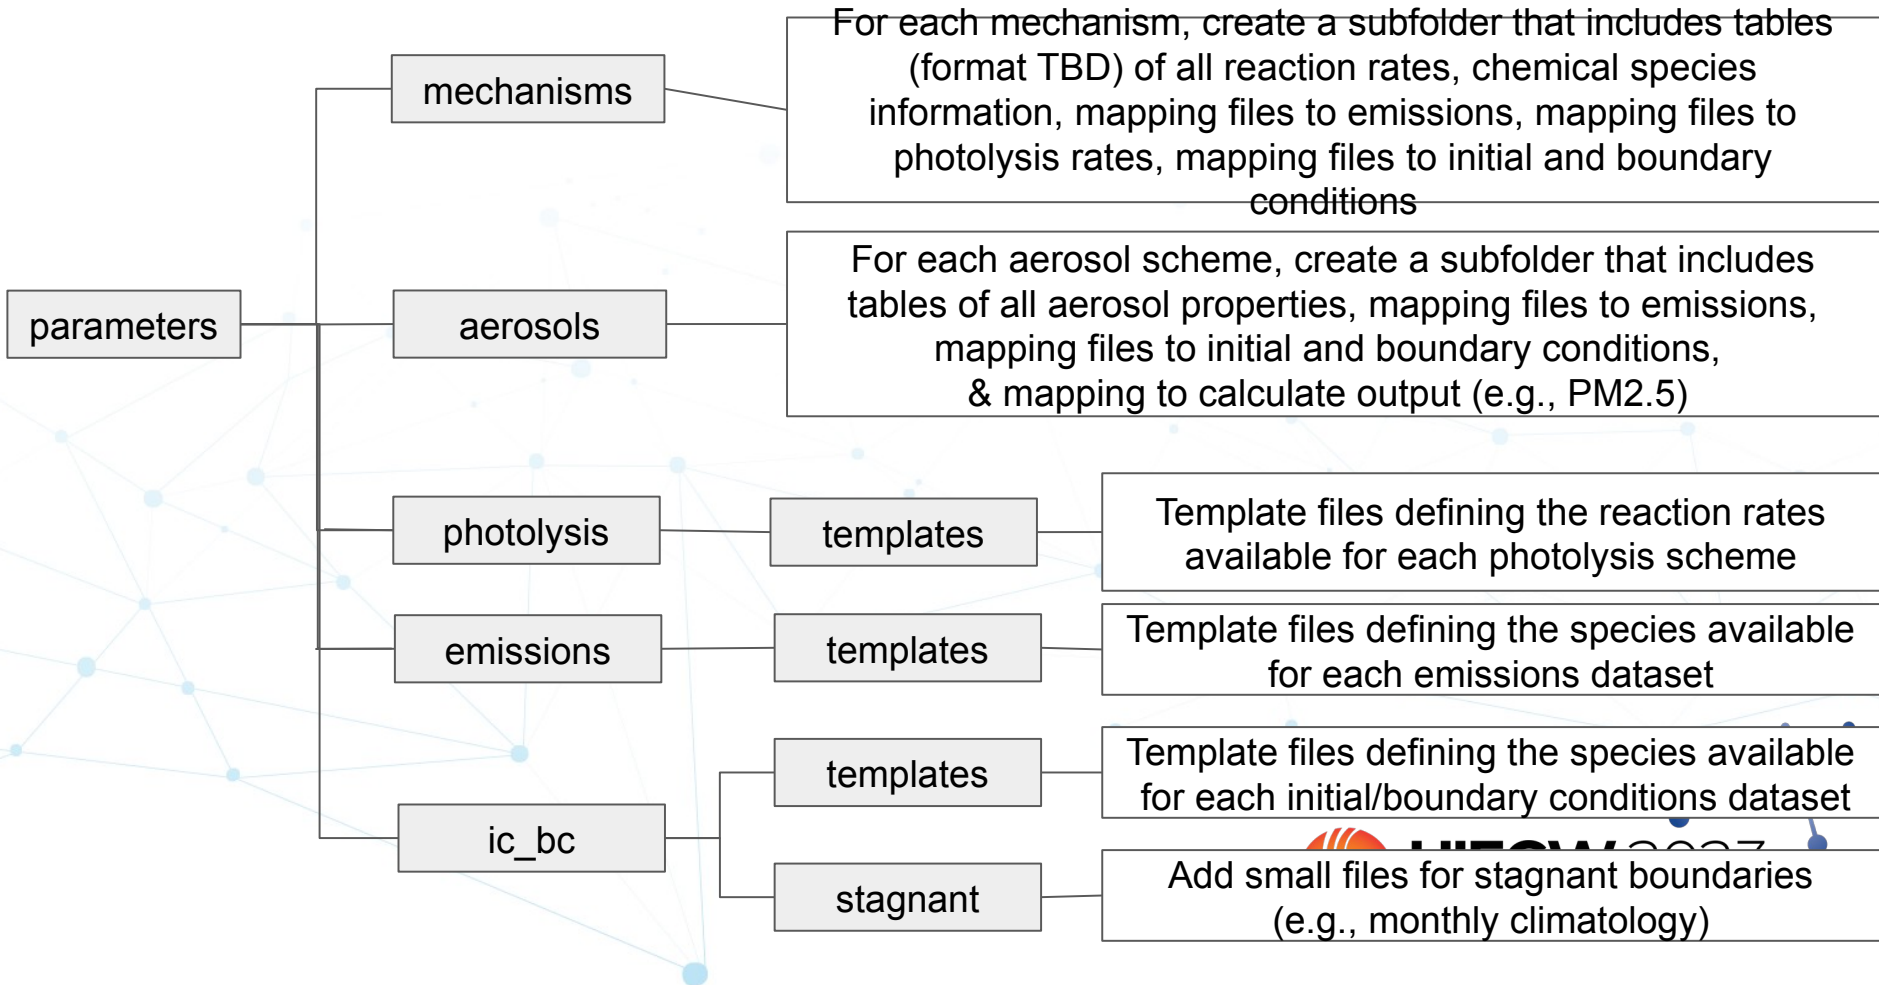 For each mechanism, create a subfolder that includes tables
(format TBD) of all reaction rates, chemical species
information, mapping files to emissions, mapping files to
photolysis rates, mapping files to initial and boundary
conditions
mechanisms
For each aerosol scheme, create a subfolder that includes
tables of all aerosol properties, mapping files to emissions,
mapping files to initial and boundary conditions,
& mapping to calculate output (e.g., PM2.5)
parameters
aerosols
photolysis
templates
Template files defining the reaction rates
available for each photolysis scheme
emissions
templates
Template files defining the species available
for each emissions dataset
templates
Template files defining the species available
for each initial/boundary conditions dataset
ic_bc
stagnant
Add small files for stagnant boundaries
(e.g., monthly climatology)